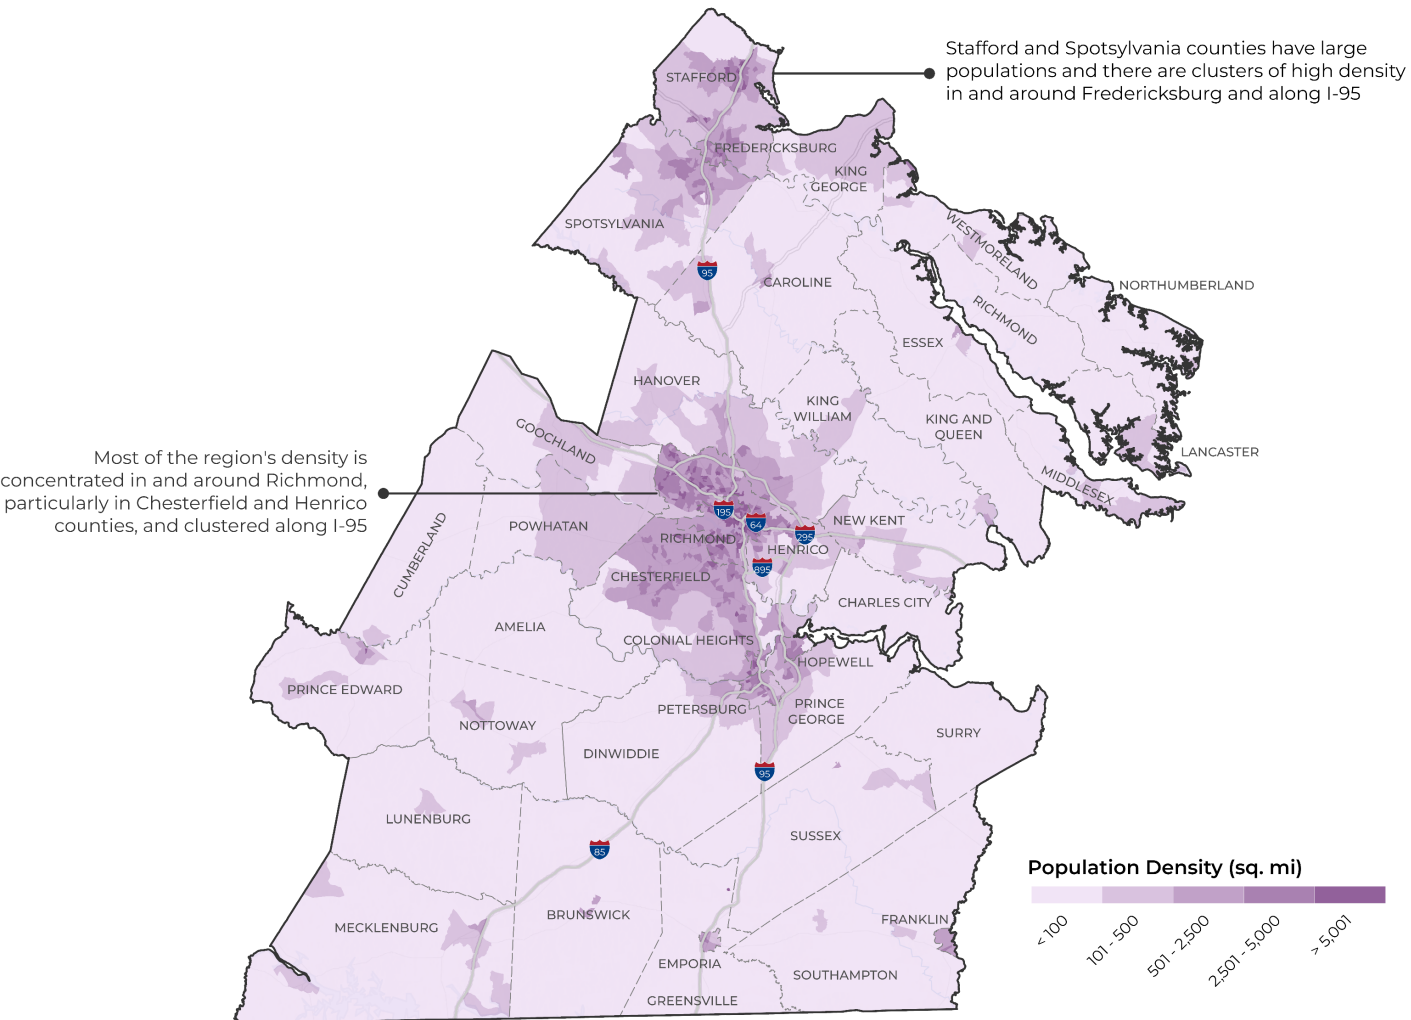 Stafford and Spotsylvania counties have large
populations and there are clusters of high density
in and around Fredericksburg and along I-95
STAFFORD
FREDERICKSBURG
KING
GEORGE
SPOTSYLVANIA
WESTMORELAND
95
CAROLINE
NORTHUMBERLAND
RICHMOND
ESSEX
HANOVER
KING
WILLIAM
KING AND
QUEEN
GOOCHLAND
LANCASTER
Most of the region's density is
concentrated in and around Richmond,
particularly in Chesterfield and Henrico
counties, and clustered along I-95
MIDDLESEX
195
64
NEW KENT
POWHATAN
295
RICHMOND
HENRICO
CUMBERLAND
895
CHESTERFIELD
CHARLES CITY
AMELIA
COLONIAL HEIGHTS
HOPEWELL
PRINCE EDWARD
PETERSBURG
PRINCE
GEORGE
NOTTOWAY
SURRY
DINWIDDIE
95
LUNENBURG
SUSSEX
85
Population Density (sq. mi)
< 100
101 - 500
501 - 2,500
2,501 - 5,000
> 5,001
BRUNSWICK
FRANKLIN
MECKLENBURG
EMPORIA
SOUTHAMPTON
GREENSVILLE